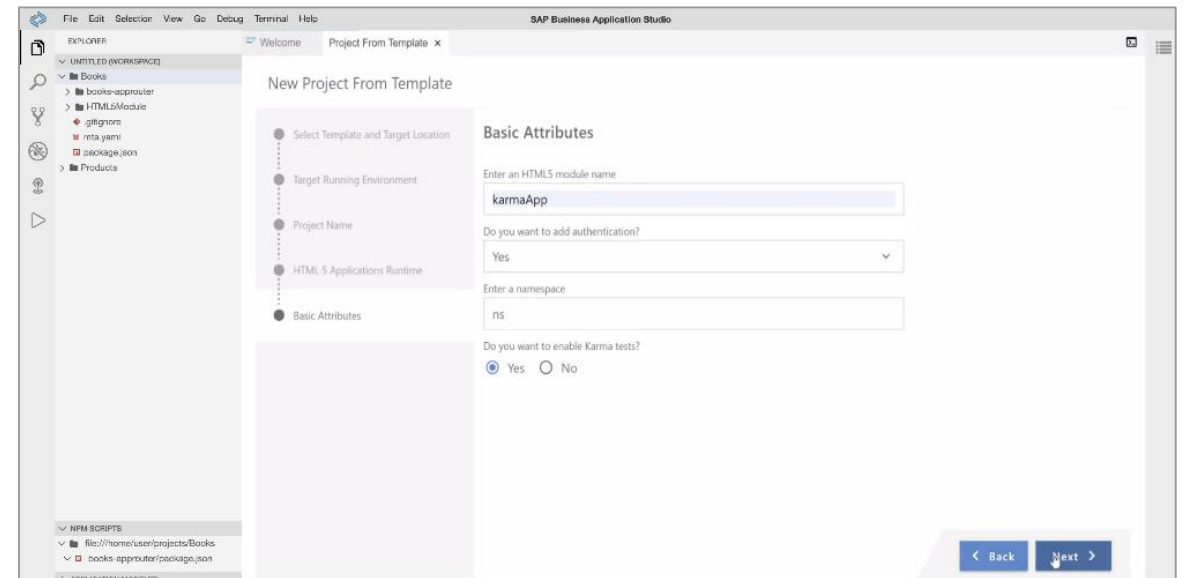 File Edit Selection View Go Debug Terminal Help
SAP Business Application Studio
EXPLORER
UNTITLED (WORKSPACE)
Books
books-approuter
HTML5Module
.gitignore
mta.yaml
package.json
Products
NPM SCRIPTS
file:///home/user/projects/Books
books-approuter/package.json
Welcome
Project From Template ×
New Project From Template
Select Template and Target Location
Target Running Environment
Project Name
HTML 5 Applications Runtime
Basic Attributes
Basic Attributes
Enter an HTML5 module name
karmaApp
Do you want to add authentication?
Yes
Enter a namespace
ns
Do you want to enable Karma tests?
Yes No
< Back Next >